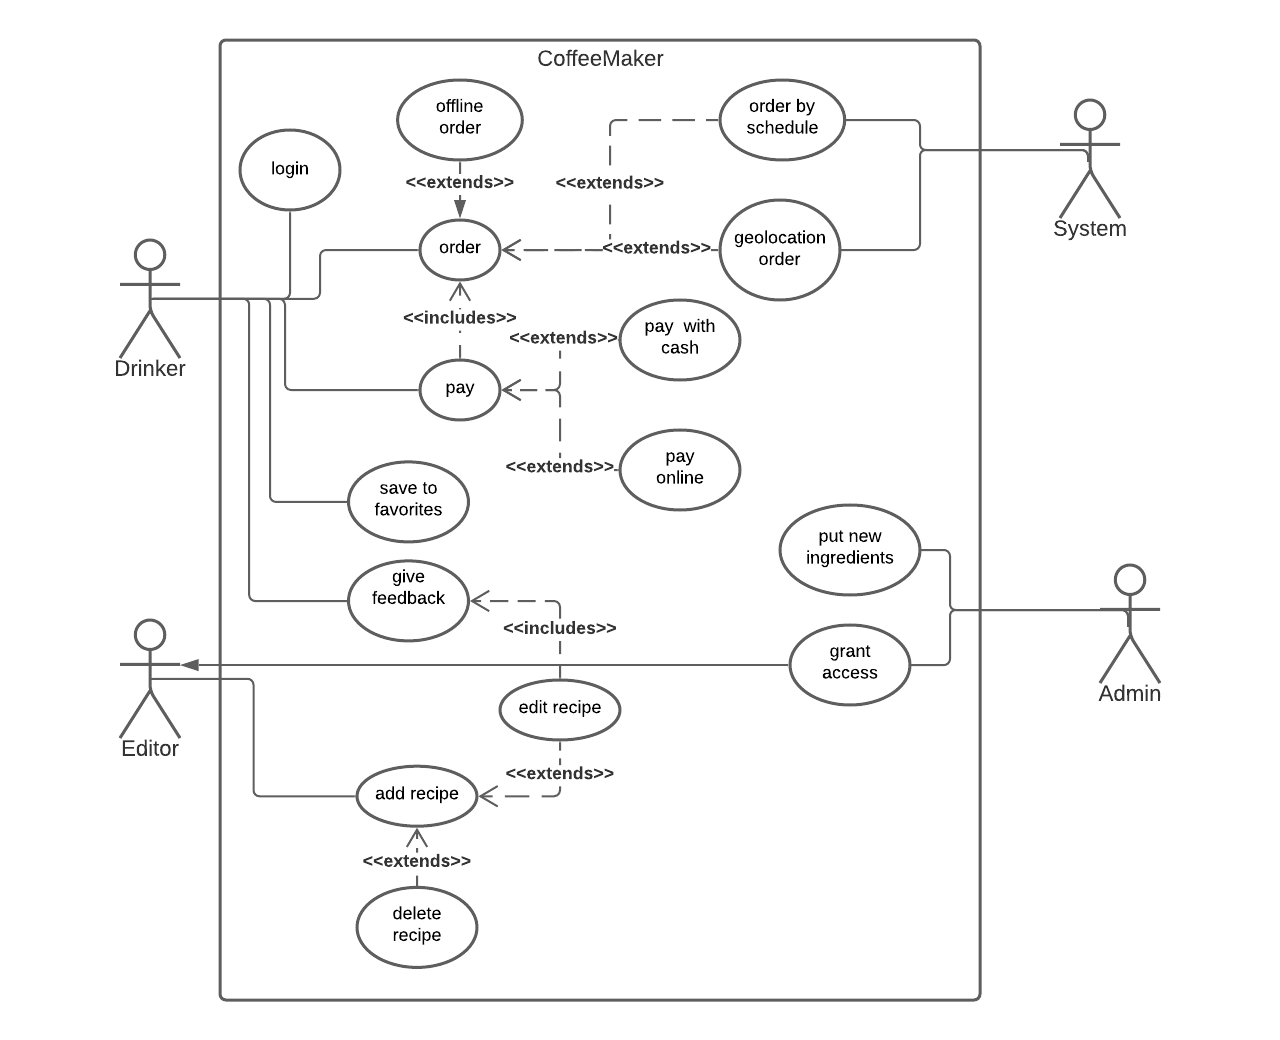 CoffeeMaker
offline
order
order by
schedule
login
<<extends>>
<<extends>>
System
order
<<extends>>
geolocation
order
<<includes>>
<<extends>>
pay with
cash
Drinker
pay
<<extends>>
pay
online
save to
favorites
put new
ingredients
give
feedback
<<includes>>
grant
access
Admin
edit recipe
Editor
<<extends>>
add recipe
<<extends>>
delete
recipe